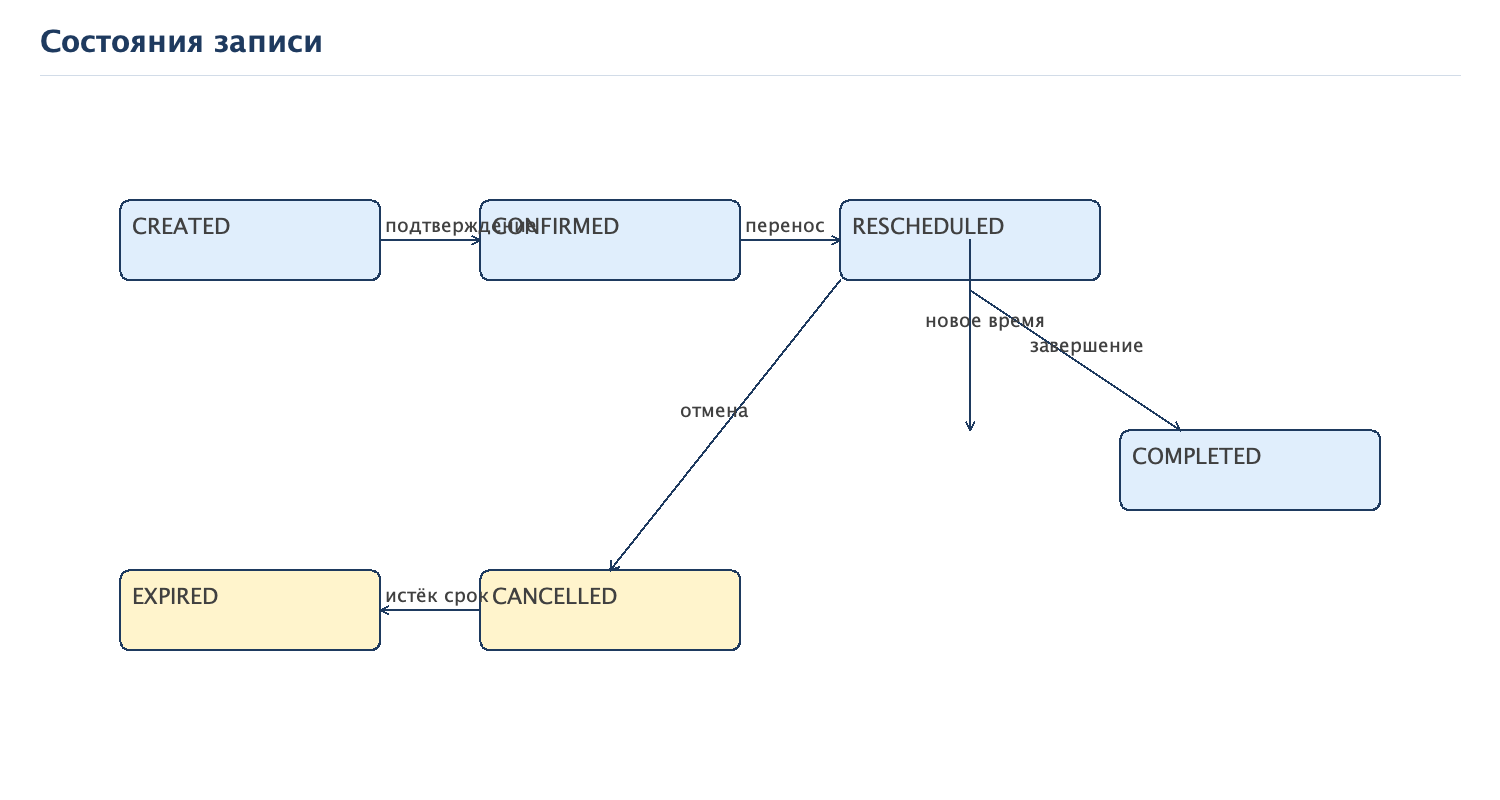 Состояния записи
CREATED
подтверждение
CONFIRMED
перенос
RESCHEDULED
новое время
завершение
отмена
COMPLETED
EXPIRED
истёк срок
CANCELLED